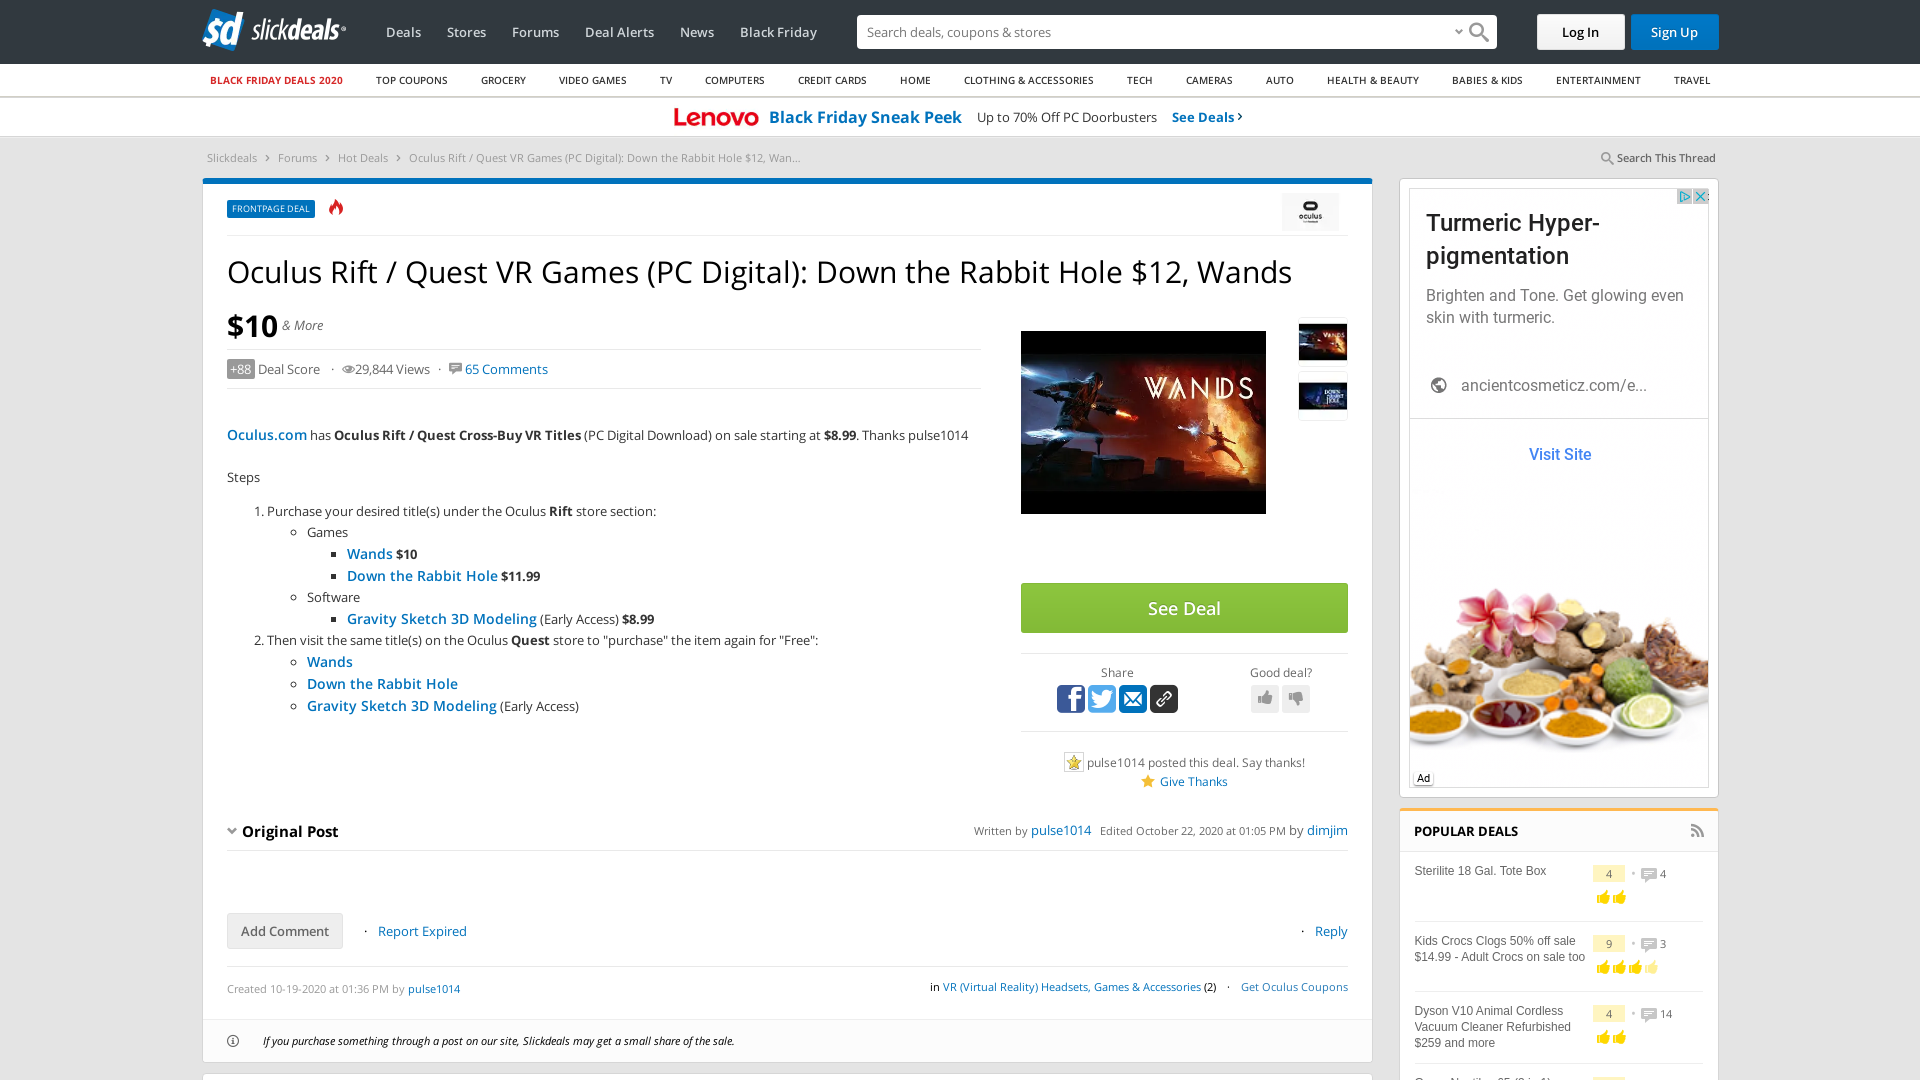 slickdeals
Deals
Stores
Forums
Deal Alerts
News
Black Friday
Search deals, coupons & stores
Log In
Sign Up
BLACK FRIDAY DEALS 2020
TOP COUPONS
GROCERY
VIDEO GAMES
TV
COMPUTERS
CREDIT CARDS
HOME
CLOTHING & ACCESSORIES
TECH
CAMERAS
AUTO
HEALTH & BEAUTY
BABIES & KIDS
ENTERTAINMENT
TRAVEL
Lenovo Black Friday Sneak Peek Up to 70% Off PC Doorbusters See Deals
Slickdeals > Forums > Hot Deals > Oculus Rift / Quest VR Games (PC Digital): Down the Rabbit Hole $12, Wan...
Search This Thread
FRONTPAGE DEAL
oculus
Oculus Rift / Quest VR Games (PC Digital): Down the Rabbit Hole $12, Wands
$10 & More
+88 Deal Score · 29,844 Views · 65 Comments
Oculus.com has Oculus Rift / Quest Cross-Buy VR Titles (PC Digital Download) on sale starting at $8.99. Thanks pulse1014
Steps
1. Purchase your desired title(s) under the Oculus Rift store section:
Games
Wands $10
Down the Rabbit Hole $11.99
Software
Gravity Sketch 3D Modeling (Early Access) $8.99
2. Then visit the same title(s) on the Oculus Quest store to "purchase" the item again for "Free":
Wands
Down the Rabbit Hole
Gravity Sketch 3D Modeling (Early Access)
WANDS
WANDS
See Deal
Share
Good deal?
pulse1014 posted this deal. Say thanks!
Give Thanks
Original Post
Written by pulse1014 Edited October 22, 2020 at 01:05 PM by dimjim
Add Comment · Report Expired
· Reply
Created 10-19-2020 at 01:36 PM by pulse1014
in VR (Virtual Reality) Headsets, Games & Accessories (2) · Get Oculus Coupons
If you purchase something through a post on our site, Slickdeals may get a small share of the sale.
Turmeric Hyper-
pigmentation
Brighten and Tone. Get glowing even
skin with turmeric.
ancientcosmeticz.com/e...
Visit Site
Ad
POPULAR DEALS
Sterilite 18 Gal. Tote Box
4 · 4
Kids Crocs Clogs 50% off sale
$14.99 - Adult Crocs on sale too
9 · 3
Dyson V10 Animal Cordless
Vacuum Cleaner Refurbished
$259 and more
4 · 14